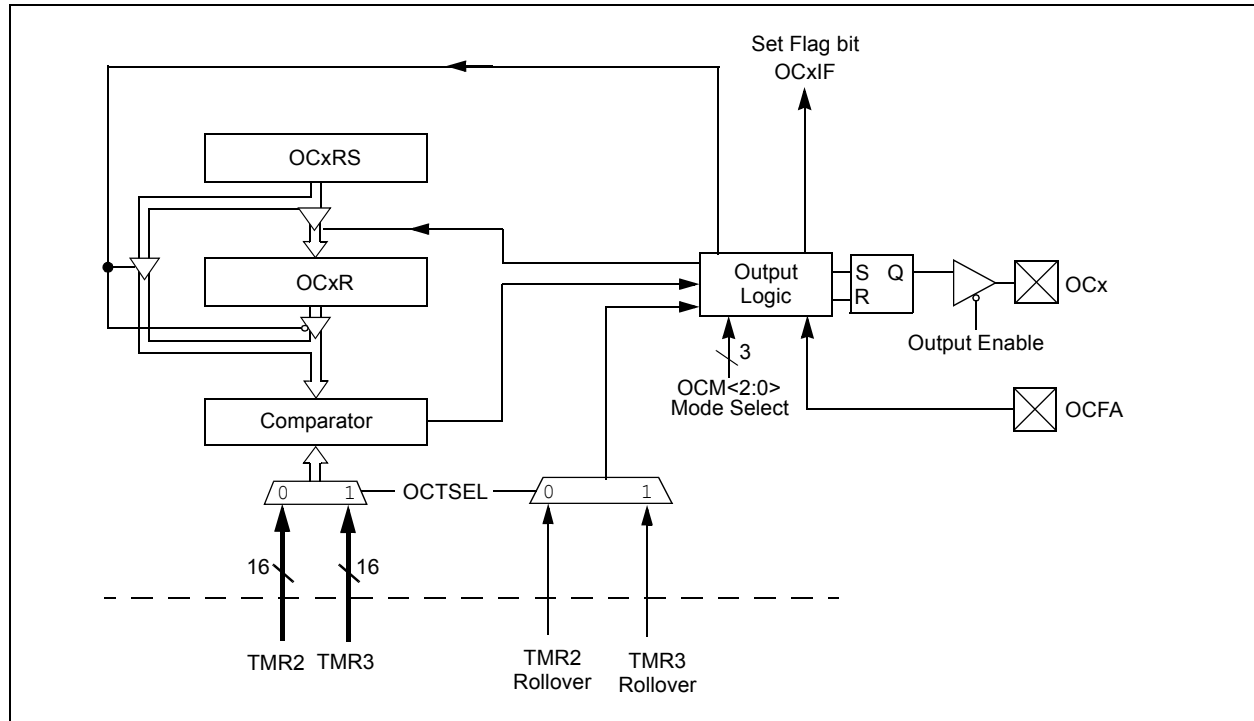 Set Flag bit
OCxIF
OCxRS
OCxR
Output
Logic
S Q
R
OCx
Output Enable
3
OCM<2:0>
Mode Select
OCFA
Comparator
0 1
OCTSEL
0 1
16
16
TMR2
TMR3
TMR2
Rollover
TMR3
Rollover